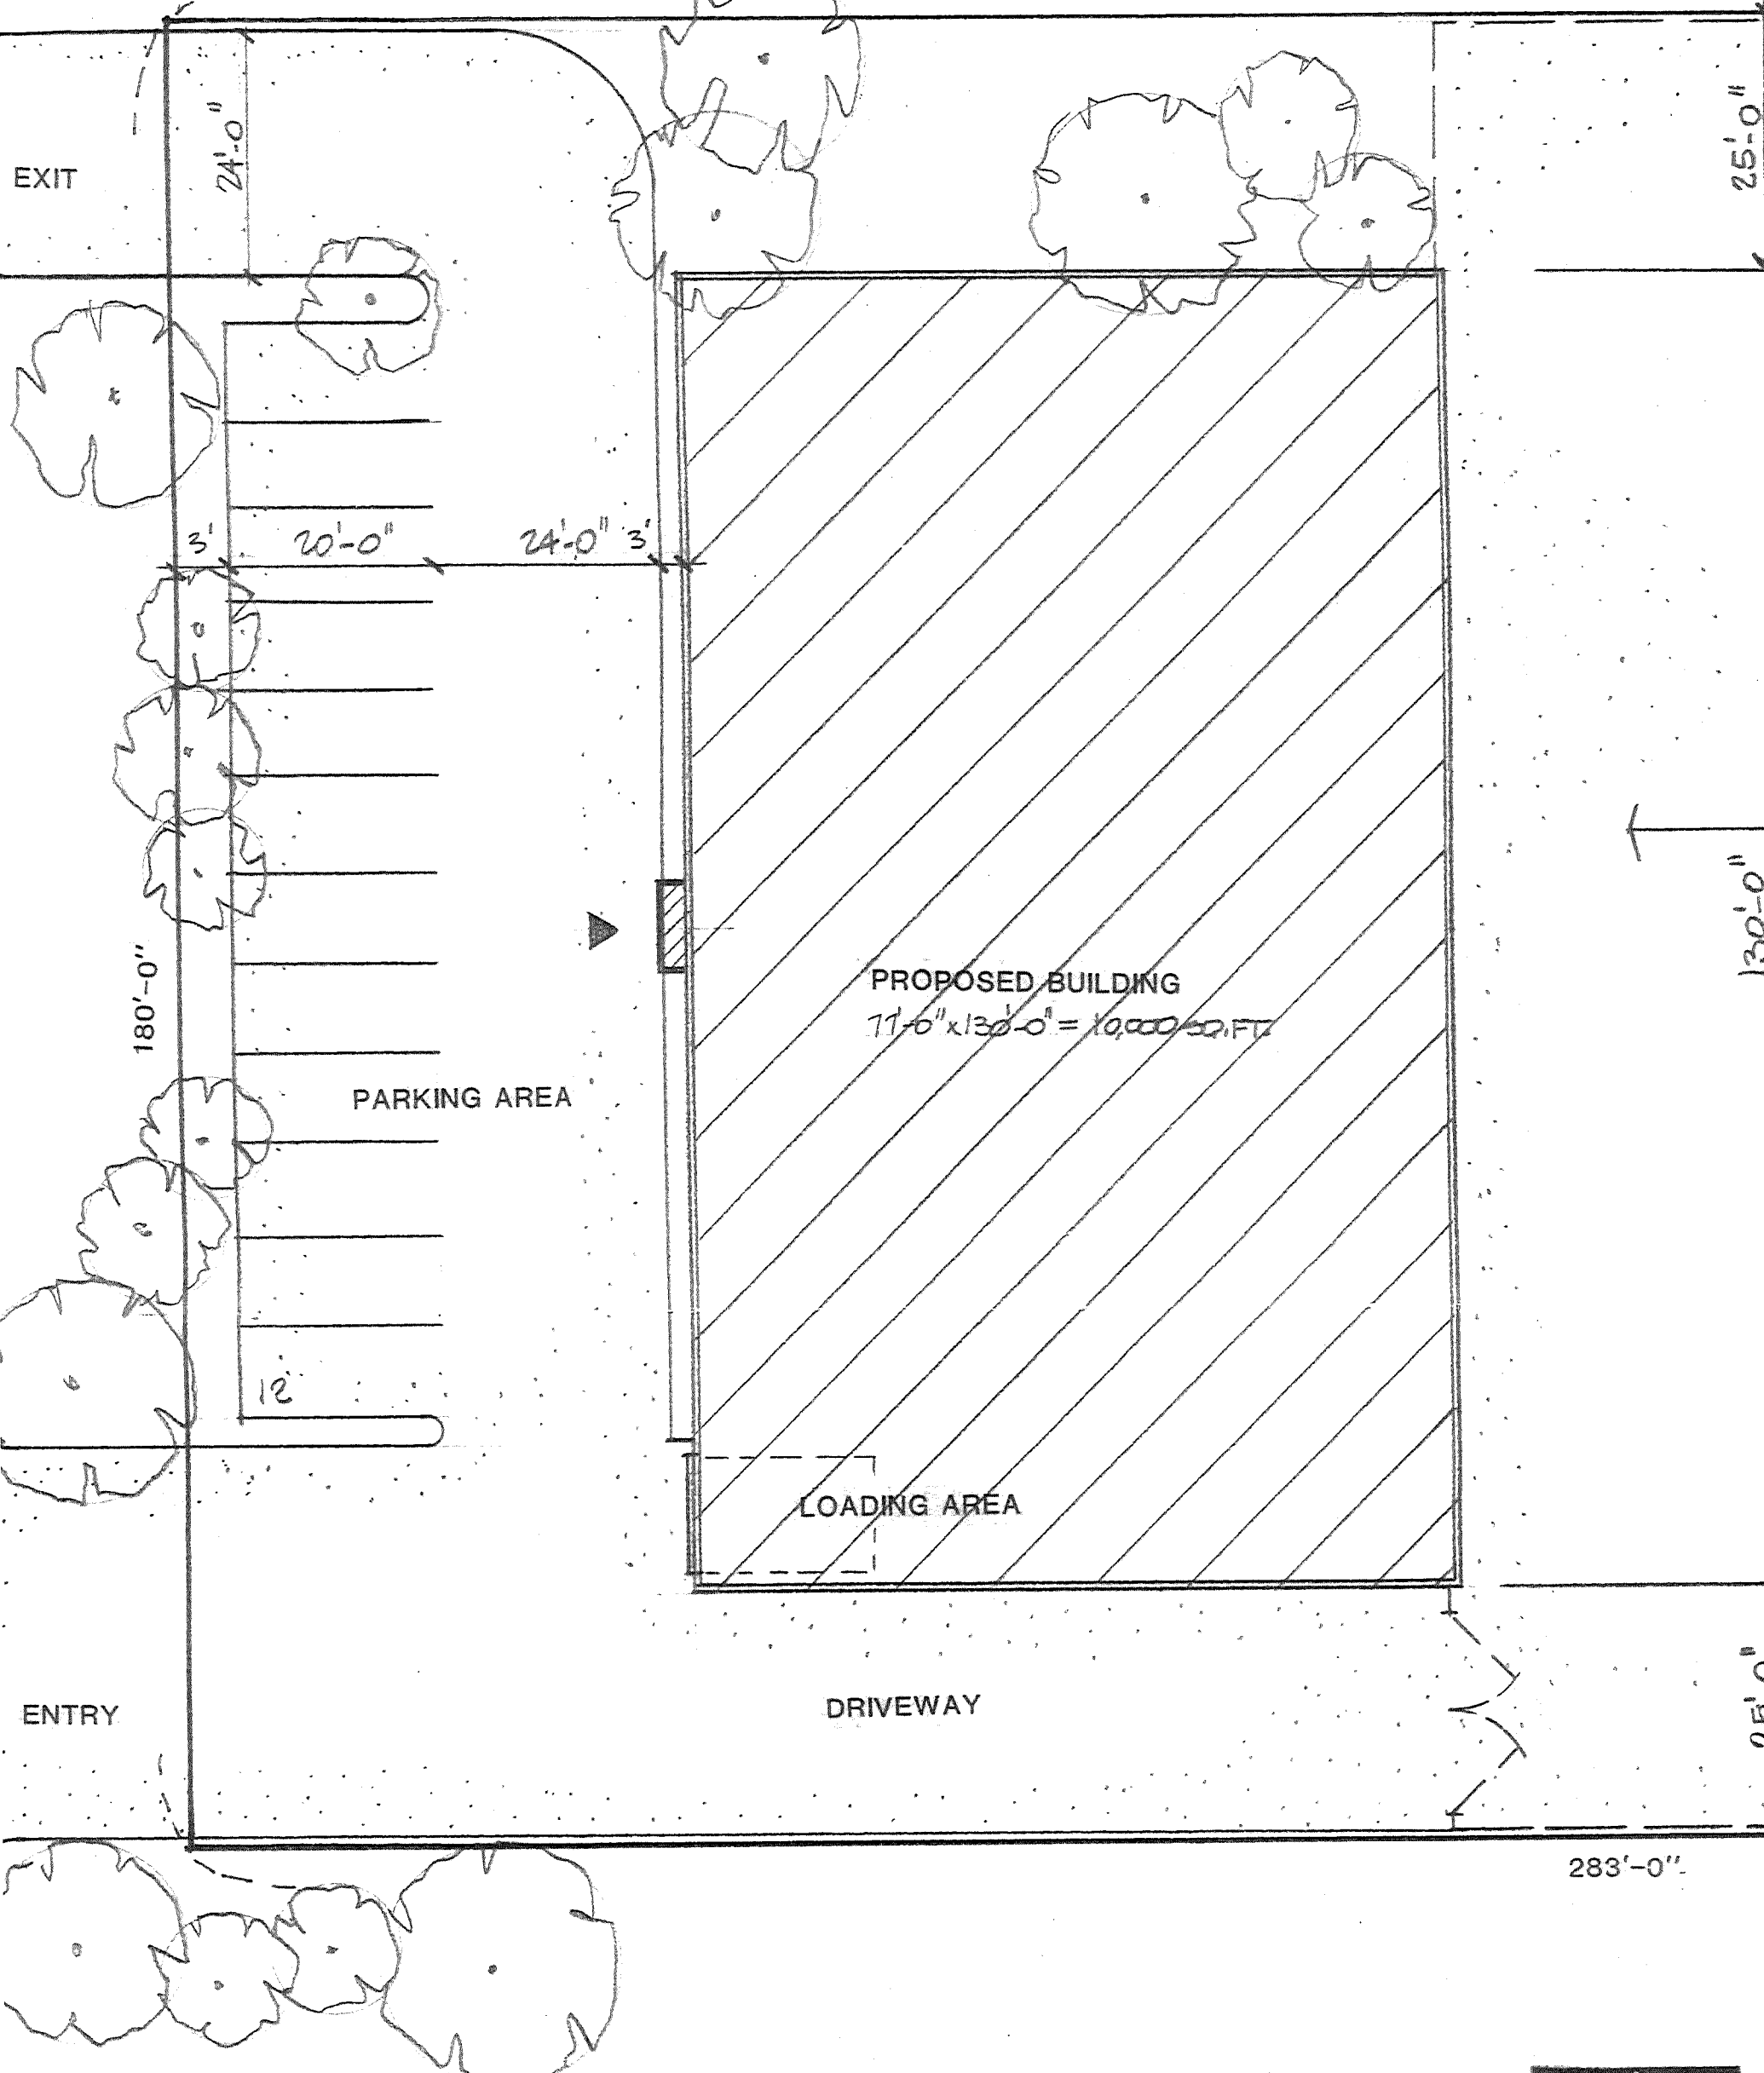 24'-0"
25'-0"
EXIT
3' 20'-0" 24'-0" 3'
130'-0"
180'-0"
PROPOSED BUILDING
77'-0"x130'-0" = 10,000 SQ.FT.
PARKING AREA
12
LOADING AREA
ENTRY
DRIVEWAY
25'-0"
283'-0"